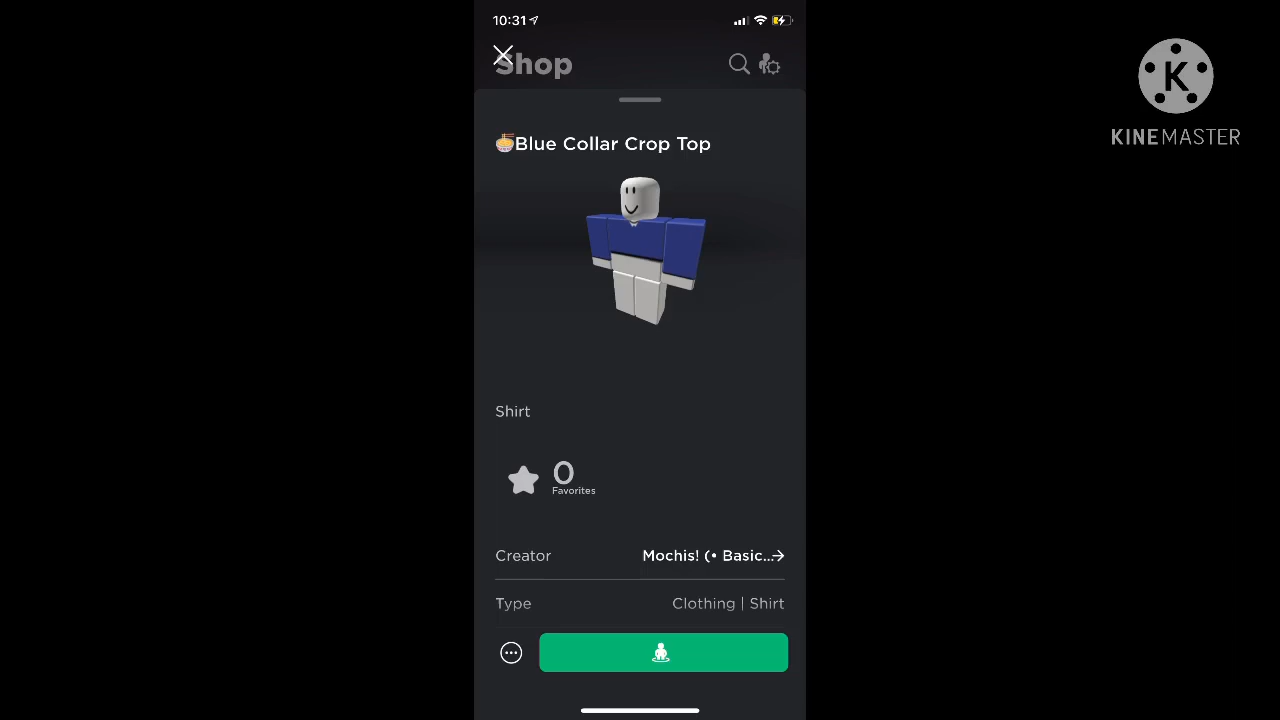 10:31
Shop
🍜Blue Collar Crop Top
Shirt
0
Favorites
Creator
Mochis! (• Basic...→
Type
Clothing | Shirt
K
KINEMASTER